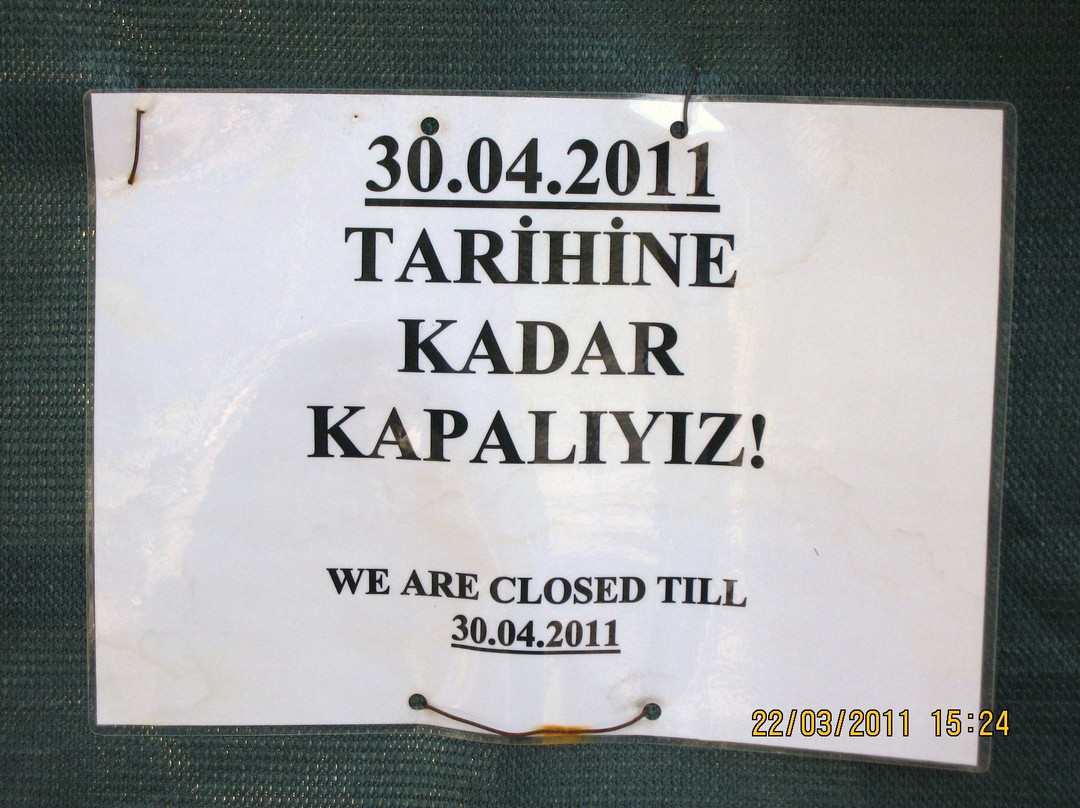 30.04.2011
TARİHİNE
KADAR
KAPALIYIZ!
WE ARE CLOSED TILL
30.04.2011
22/03/2011 15:24